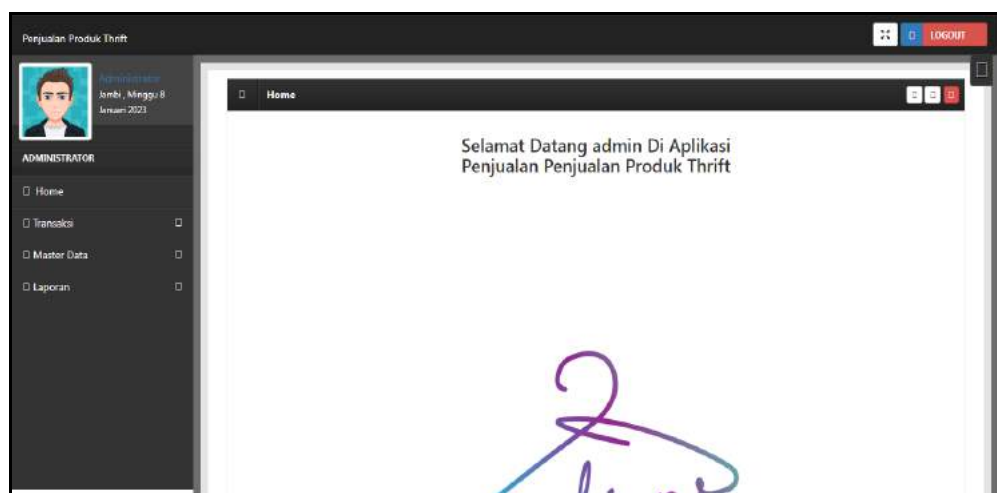 Penjualan Produk Thrift
LOGOUT
Administrator
Jambi , Minggu 8
Januari 2023
ADMINISTRATOR
Home
Transaksi
Master Data
Laporan
Home
Selamat Datang admin Di Aplikasi
Penjualan Penjualan Produk Thrift